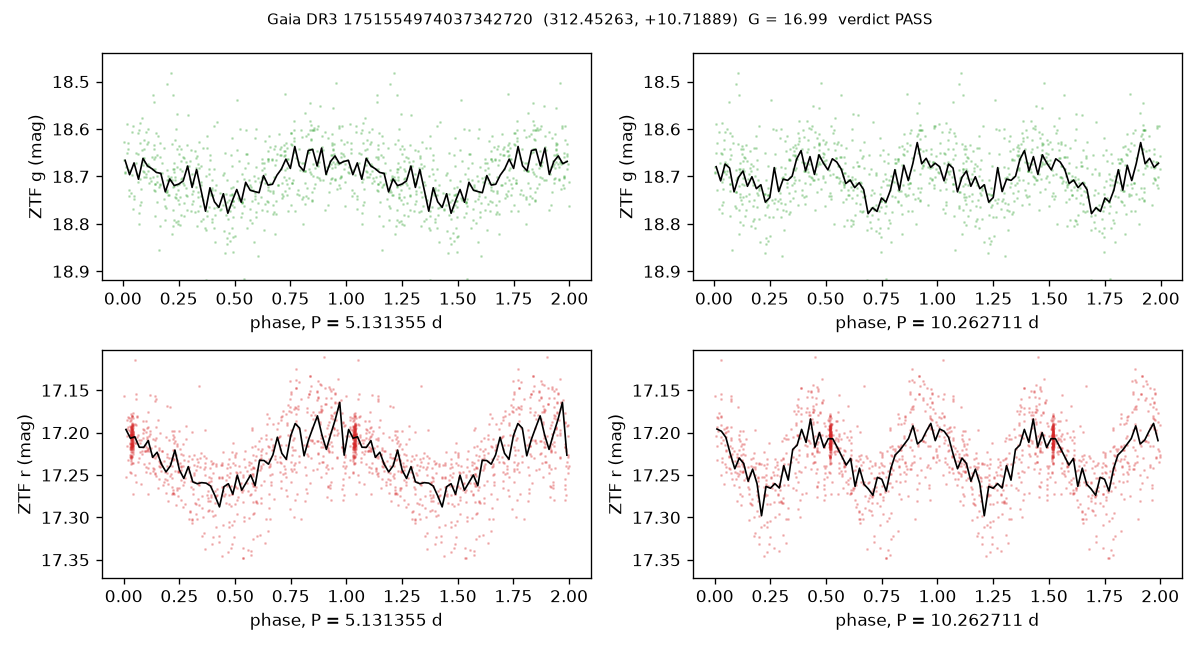 Gaia DR3 1751554974037342720  (312.45263, +10.71889)  G = 16.99  verdict PASS
ZTF g (mag)
18.5
18.6
18.7
18.8
18.9
0.00 0.25 0.50 0.75 1.00 1.25 1.50 1.75 2.00
phase, P = 5.131355 d
ZTF g (mag)
18.5
18.6
18.7
18.8
18.9
0.00 0.25 0.50 0.75 1.00 1.25 1.50 1.75 2.00
phase, P = 10.262711 d
ZTF r (mag)
17.15
17.20
17.25
17.30
17.35
0.00 0.25 0.50 0.75 1.00 1.25 1.50 1.75 2.00
phase, P = 5.131355 d
ZTF r (mag)
17.15
17.20
17.25
17.30
17.35
0.00 0.25 0.50 0.75 1.00 1.25 1.50 1.75 2.00
phase, P = 10.262711 d